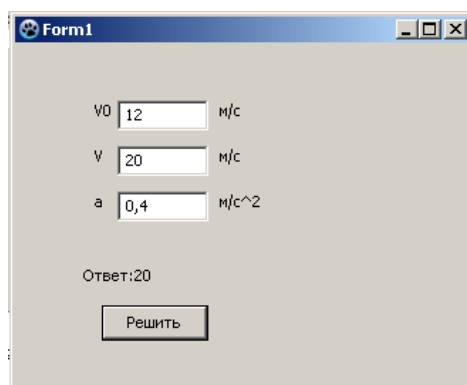 Form1
V0 12 м/с
V 20 м/с
a 0,4 м/с^2
Ответ:20
Решить